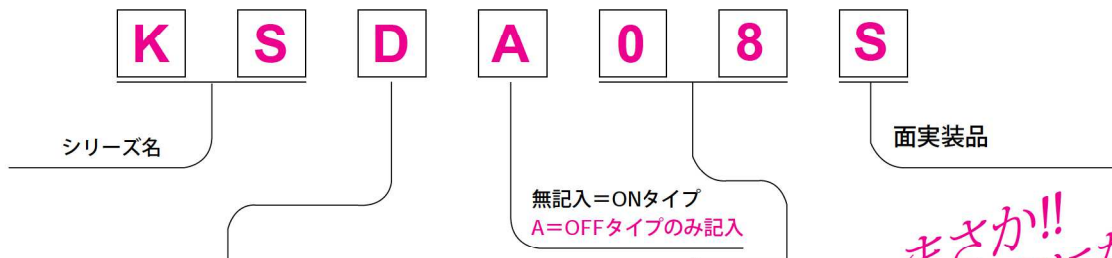 K S D A 0 8 S
シリーズ名
面実装品
無記入=ONタイプ
A=OFFタイプのみ記入
まさか!!